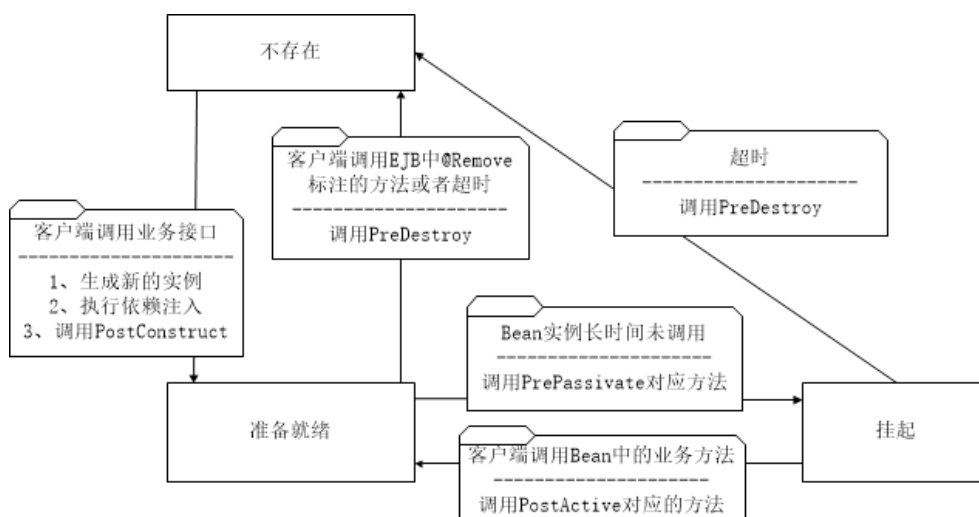 不存在
客户端调用EJB中@Remove
标注的方法或者超时
---------------------
调用PreDestroy
超时
---------------------
调用PreDestroy
客户端调用业务接口
---------------------
1、生成新的实例
2、执行依赖注入
3、调用PostConstruct
Bean实例长时间未调用
---------------------
调用PrePassivate对应方法
准备就绪
挂起
客户端调用Bean中的业务方法
---------------------
调用PostActive对应的方法